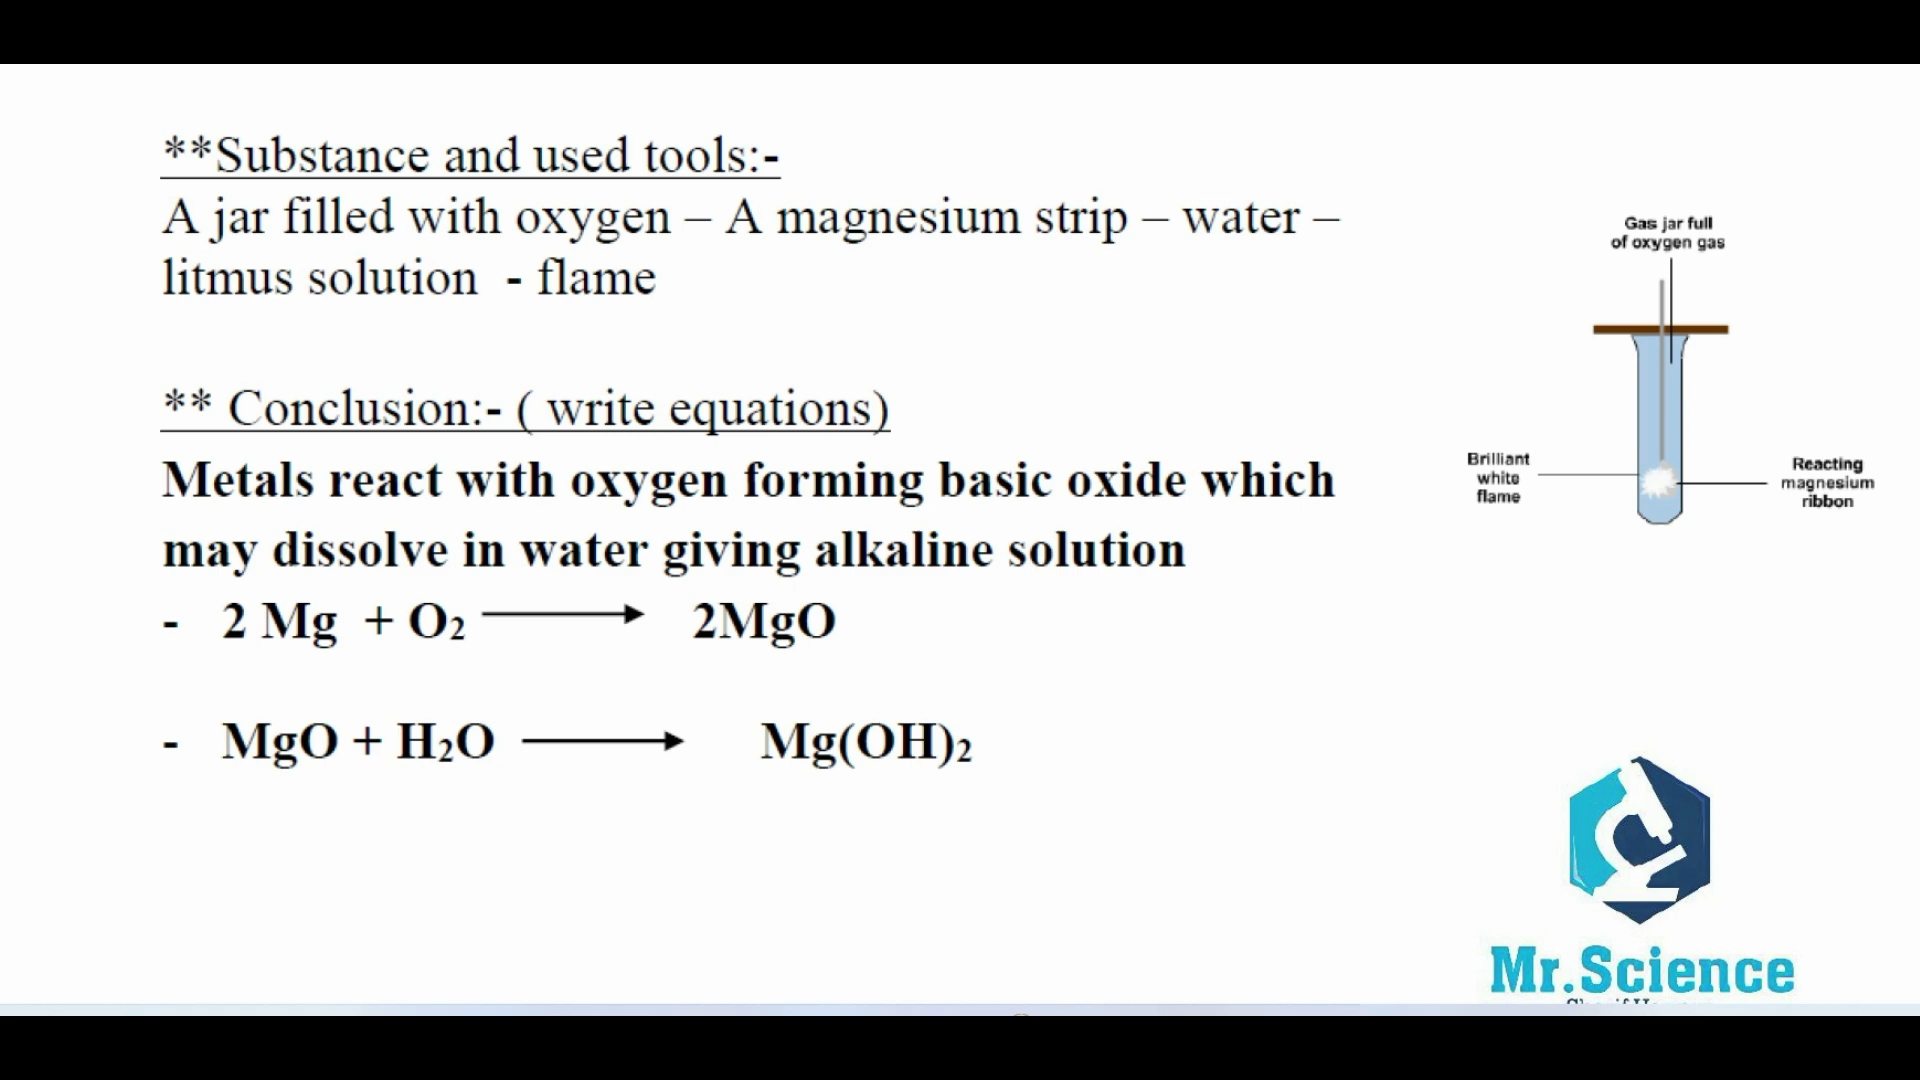 **Substance and used tools:-
A jar filled with oxygen – A magnesium strip – water –
litmus solution - flame
** Conclusion:- ( write equations)
Metals react with oxygen forming basic oxide which
may dissolve in water giving alkaline solution
- 2 Mg + O₂ ⟶ 2MgO
- MgO + H₂O ⟶ Mg(OH)₂
Gas jar full
of oxygen gas
Brilliant
white
flame
Reacting
magnesium
ribbon
Mr.Science